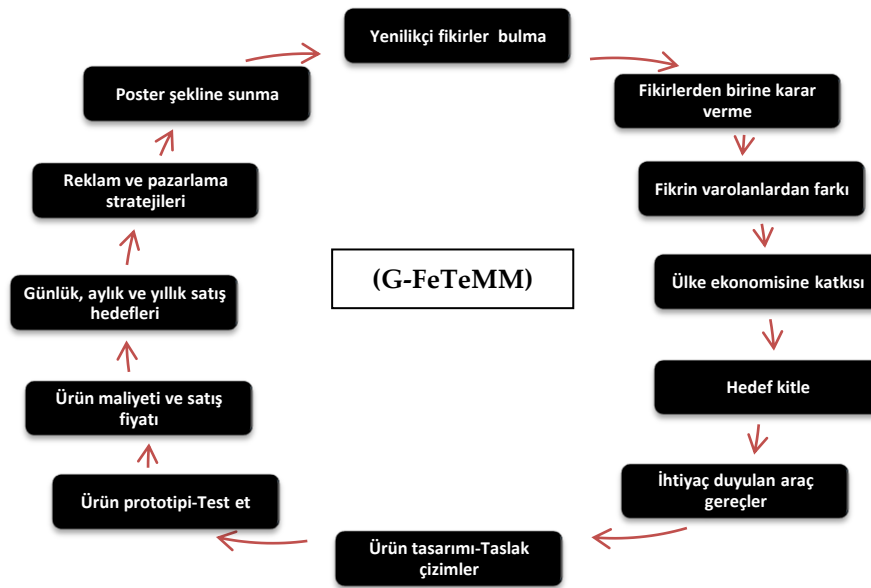 Yenilikçi fikirler bulma
Fikirlerden birine karar
verme
Fikrin varolanlardan farkı
Ülke ekonomisine katkısı
Hedef kitle
İhtiyaç duyulan araç
gereçler
Ürün tasarımı-Taslak
çizimler
Ürün prototipi-Test et
Ürün maliyeti ve satış
fiyatı
Günlük, aylık ve yıllık satış
hedefleri
Reklam ve pazarlama
stratejileri
Poster şekline sunma
(G-FeTeMM)